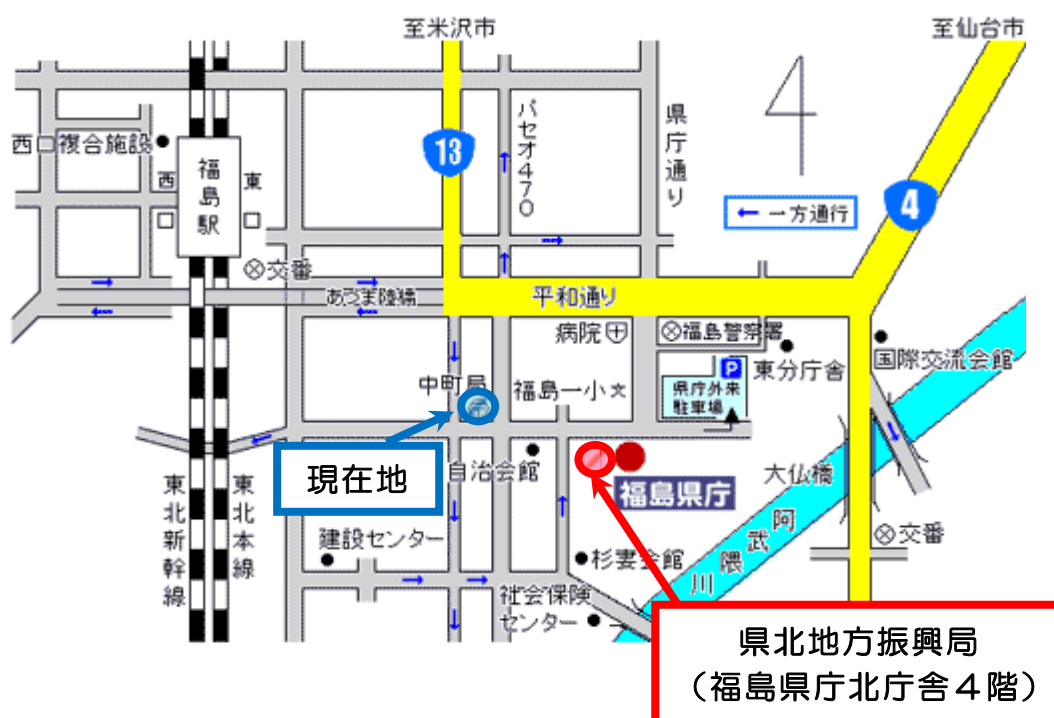 至米沢市
至仙台市
13
パセオ470
県庁通り
4
← 一方通行
西口複合施設
福島駅
西口
東口
交番
あづま陸橋
平和通り
病院
福島警察署
P
県庁外来
駐車場
東分庁舎
国際交流会館
中町局
福島一小
文
現在地
自治会館
福島県庁
大仏橋
阿武隈川
交番
東北新幹線
東北本線
建設センター
杉妻会館
社会保険
センター
県北地方振興局
（福島県庁北庁舎４階）